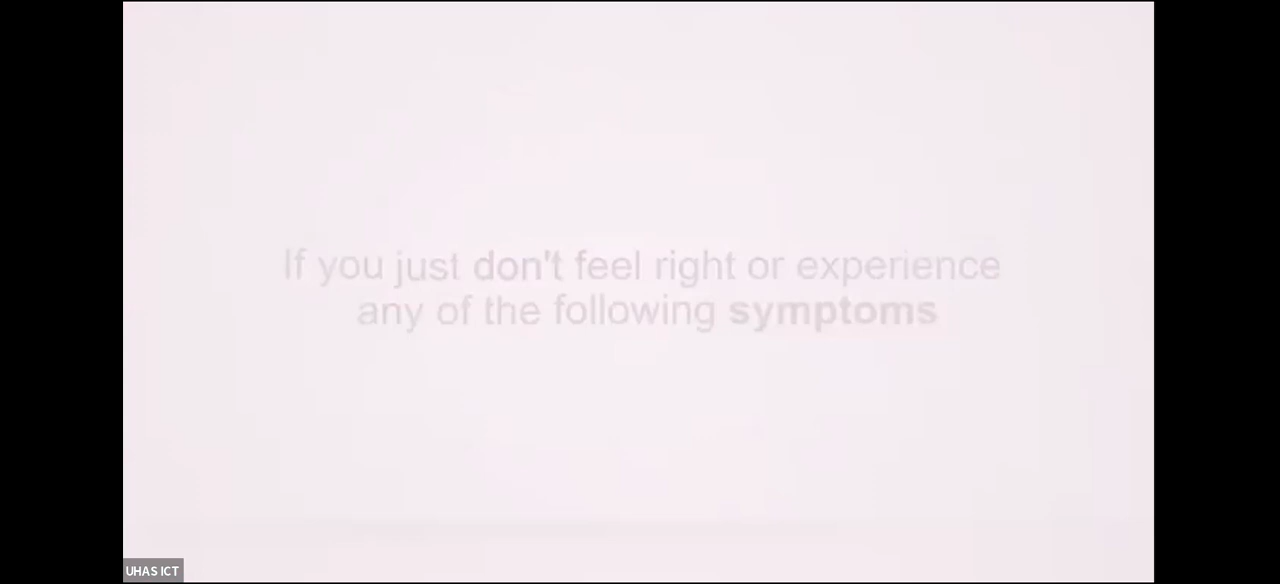 If you just don't feel right or experience
any of the following symptoms
UHAS ICT